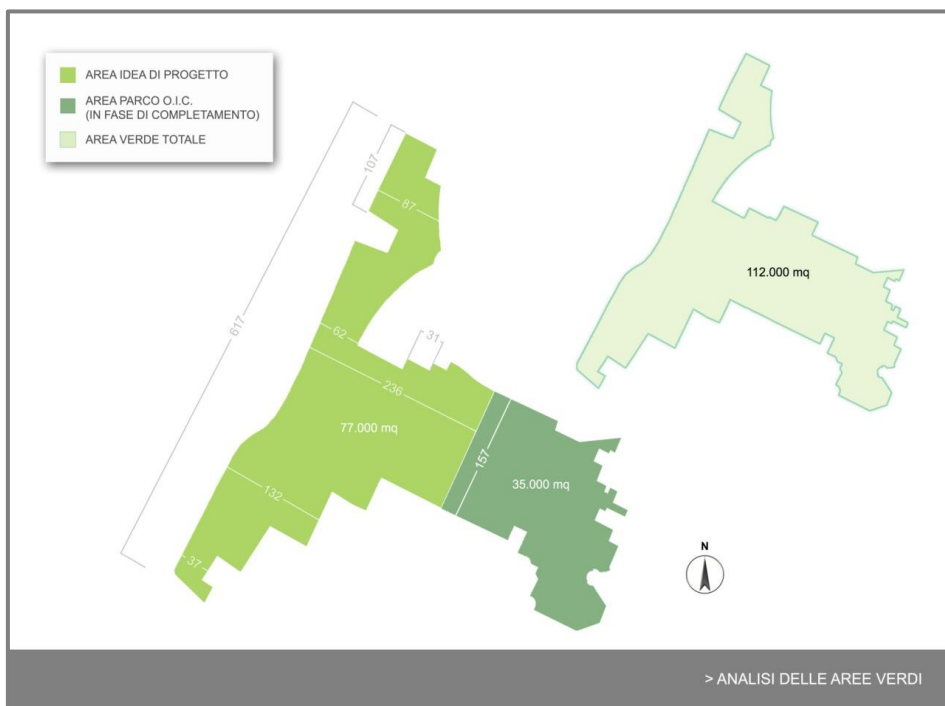 AREA IDEA DI PROGETTO
AREA PARCO O.I.C.
(IN FASE DI COMPLETAMENTO)
AREA VERDE TOTALE
107
87
617
62
31
236
77.000 mq
157
35.000 mq
132
37
112.000 mq
N
> ANALISI DELLE AREE VERDI